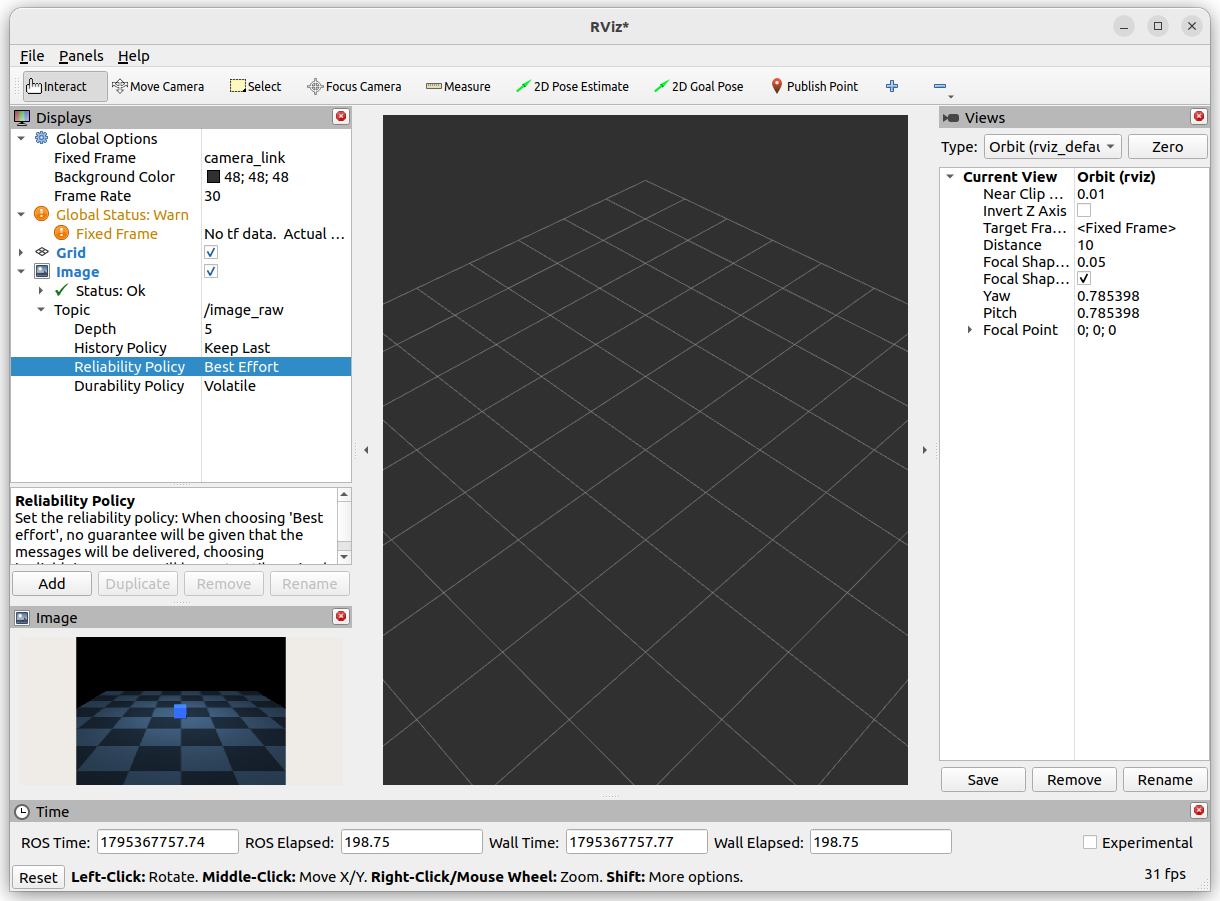 RViz*
File Panels Help
Interact Move Camera Select Focus Camera Measure 2D Pose Estimate 2D Goal Pose Publish Point
Displays
Global Options
Fixed Frame camera_link
Background Color 48; 48; 48
Frame Rate 30
Global Status: Warn
Fixed Frame No tf data. Actual ...
Grid
Image
Status: Ok
Topic /image_raw
Depth 5
History Policy Keep Last
Reliability Policy Best Effort
Durability Policy Volatile
Reliability Policy
Set the reliability policy: When choosing 'Best
effort', no guarantee will be given that the
messages will be delivered, choosing
Add Duplicate Remove Rename
Image
Views
Type: Orbit (rviz_defau Zero
Current View Orbit (rviz)
Near Clip ... 0.01
Invert Z Axis
Target Fra... <Fixed Frame>
Distance 10
Focal Shap... 0.05
Focal Shap...
Yaw 0.785398
Pitch 0.785398
Focal Point 0; 0; 0
Save Remove Rename
Time
ROS Time: 1795367757.74 ROS Elapsed: 198.75 Wall Time: 1795367757.77 Wall Elapsed: 198.75 Experimental
Reset Left-Click: Rotate. Middle-Click: Move X/Y. Right-Click/Mouse Wheel: Zoom. Shift: More options. 31 fps